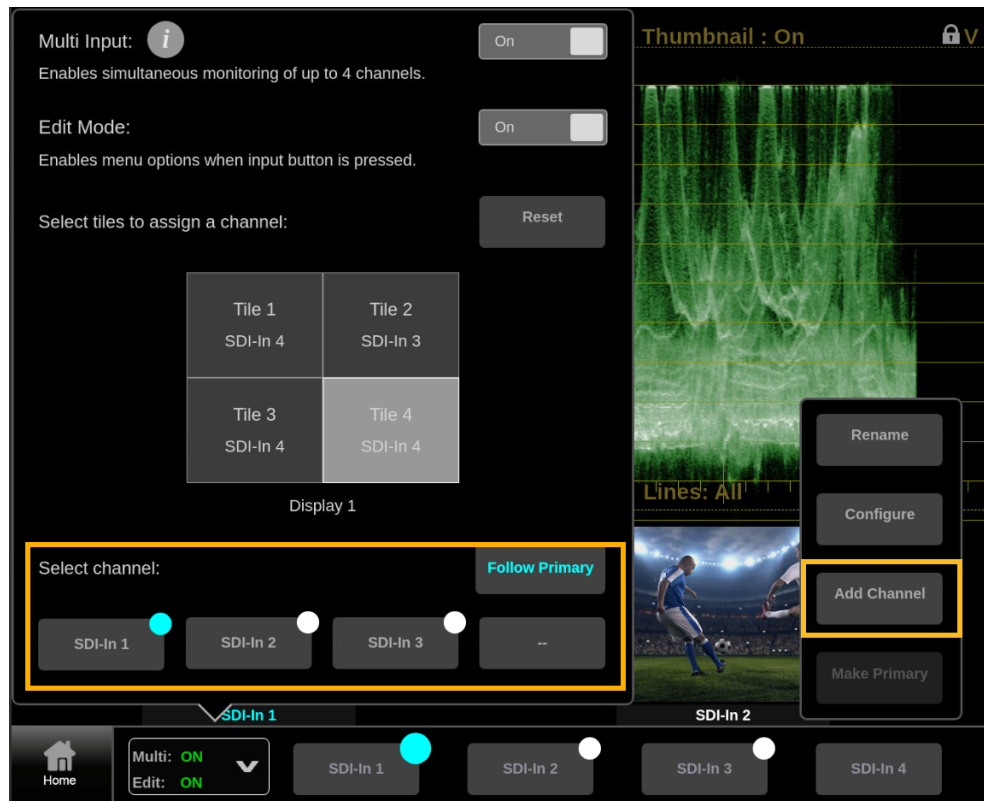 Multi Input: i
On
Enables simultaneous monitoring of up to 4 channels.
Edit Mode:
On
Enables menu options when input button is pressed.
Select tiles to assign a channel:
Reset
Tile 1
SDI-In 4
Tile 2
SDI-In 3
Tile 3
SDI-In 4
Tile 4
SDI-In 4
Display 1
Select channel:
Follow Primary
SDI-In 1
SDI-In 2
SDI-In 3
--
Thumbnail : On
V
Lines: All
Rename
Configure
Add Channel
Make Primary
SDI-In 1
SDI-In 2
Home
Multi: ON
Edit: ON
SDI-In 1
SDI-In 2
SDI-In 3
SDI-In 4